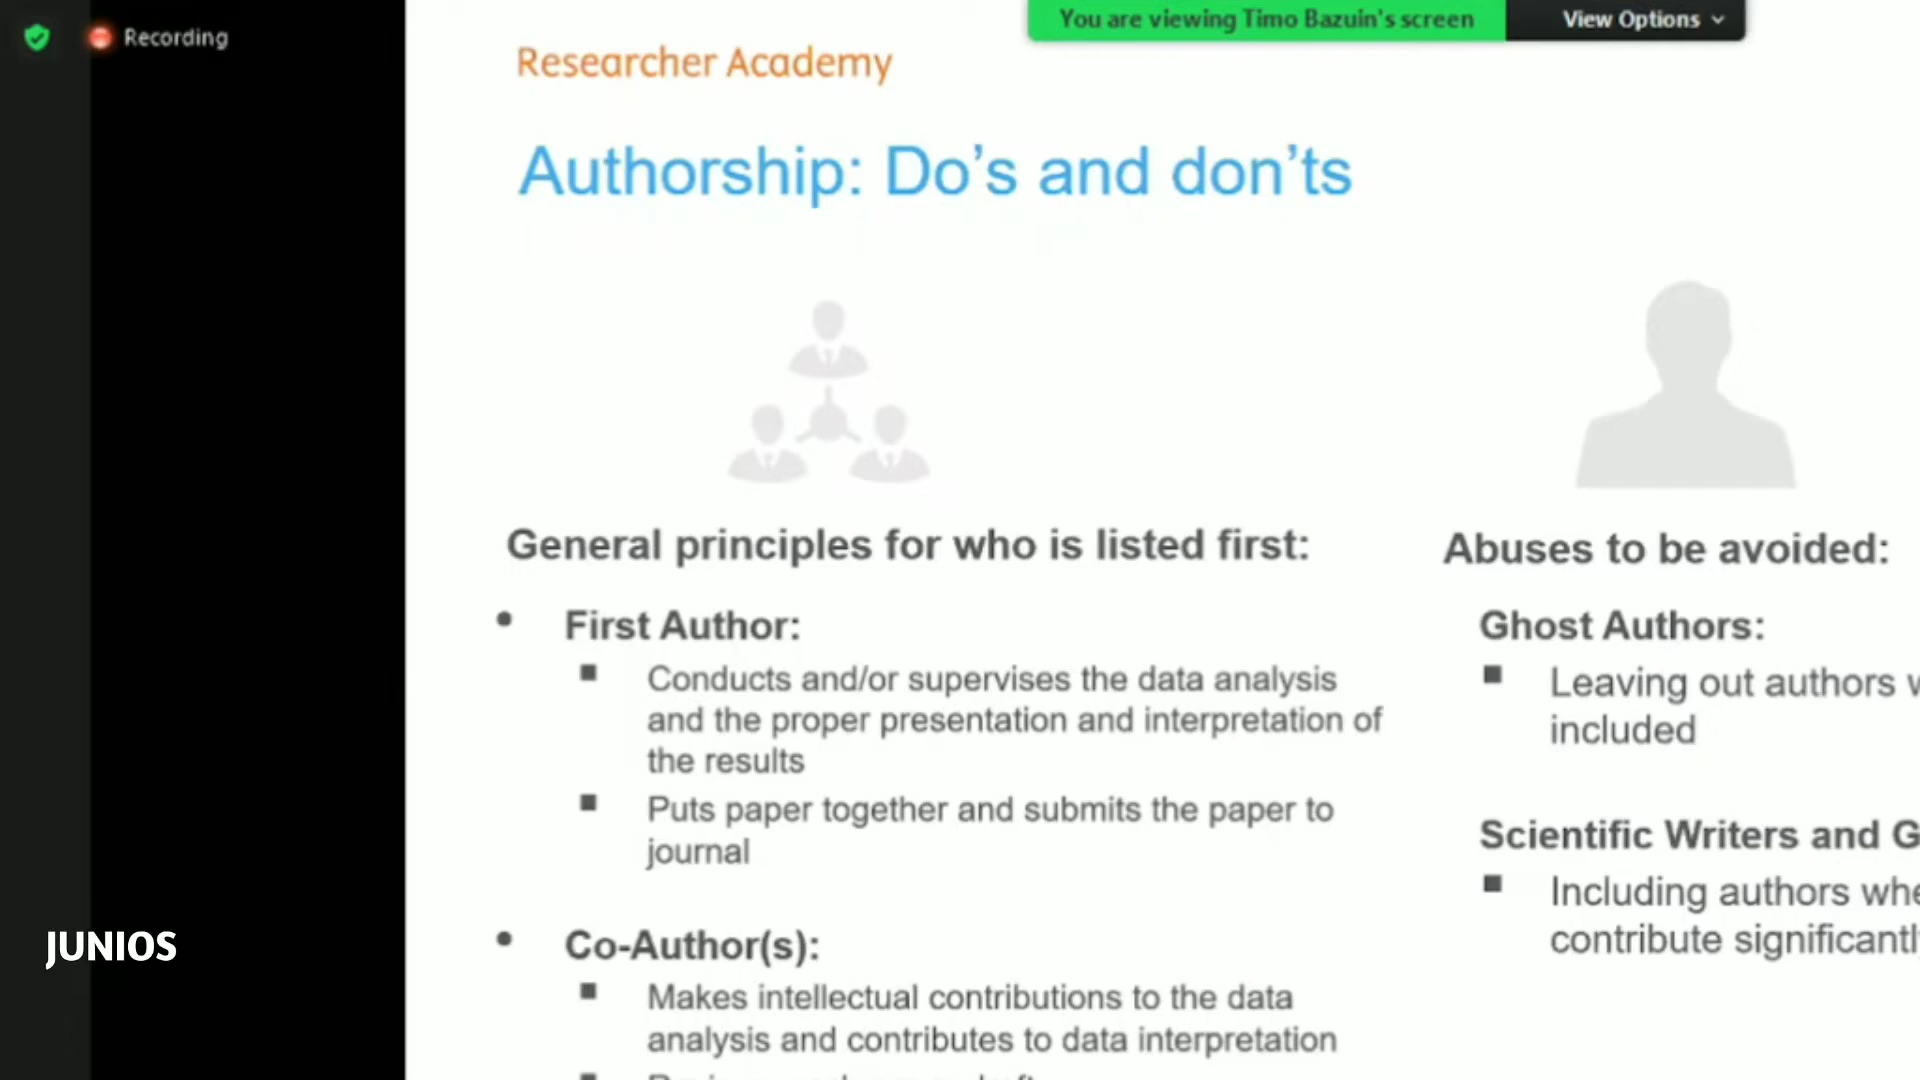 Recording
You are viewing Timo Bazuin's screen
View Options
Researcher Academy
Authorship: Do's and don'ts
General principles for who is listed first:
• First Author:
■ Conducts and/or supervises the data analysis
and the proper presentation and interpretation of
the results
■ Puts paper together and submits the paper to
journal
• Co-Author(s):
■ Makes intellectual contributions to the data
analysis and contributes to data interpretation
Abuses to be avoided:
Ghost Authors:
■ Leaving out authors
included
Scientific Writers and G
■ Including authors
contribute
JUNIOS